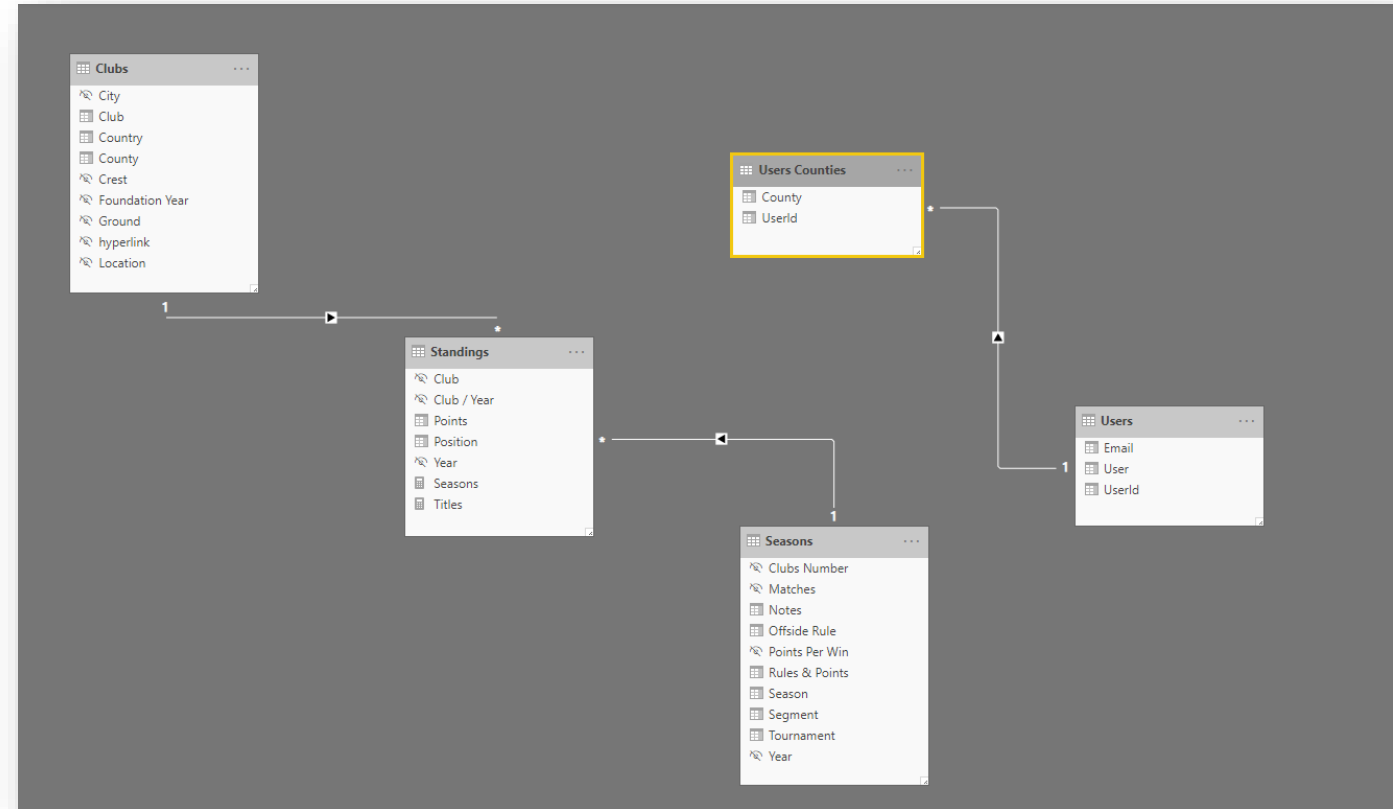 Clubs
City
Club
Country
County
Crest
Foundation Year
Ground
hyperlink
Location
1
*
Standings
Club
Club / Year
Points
Position
Year
Seasons
Titles
*
1
Seasons
Clubs Number
Matches
Notes
Offside Rule
Points Per Win
Rules & Points
Season
Segment
Tournament
Year
Users Counties
County
UserId
*
1
Users
Email
User
UserId